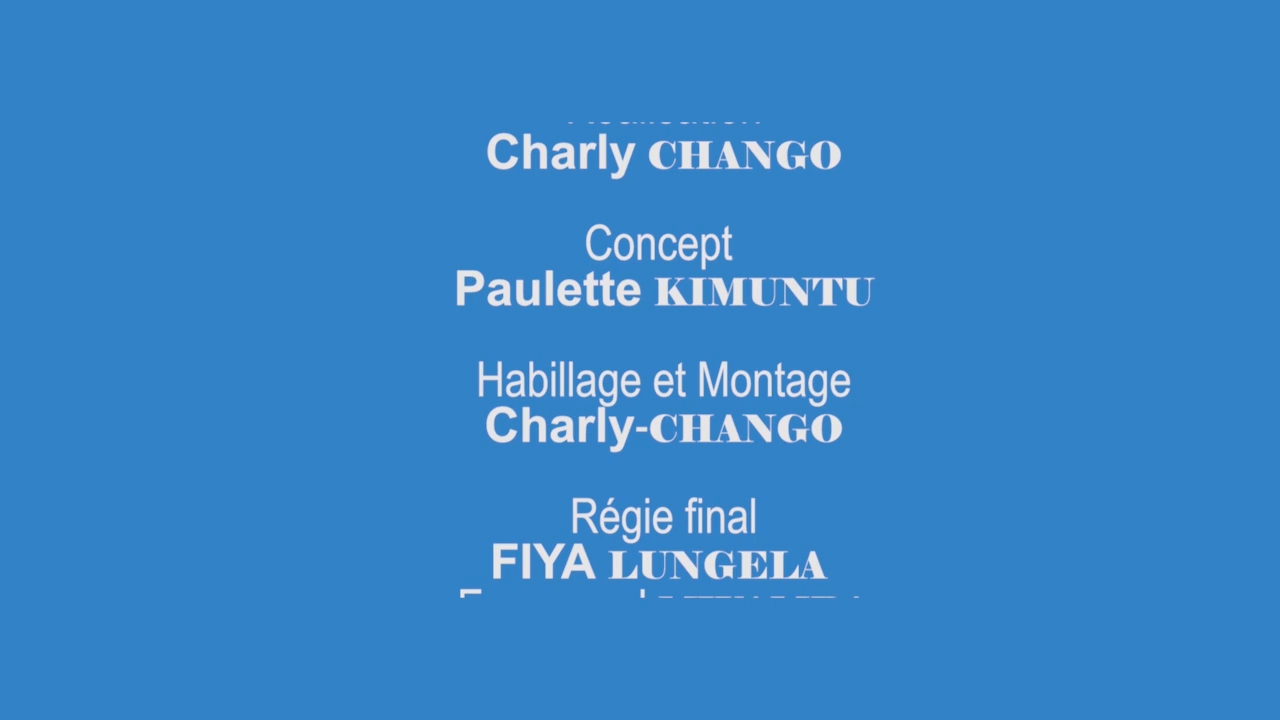 Charly CHANGO
Concept
Paulette KIMUNTU
Habillage et Montage
Charly-CHANGO
Régie final
FIYA LUNGELA